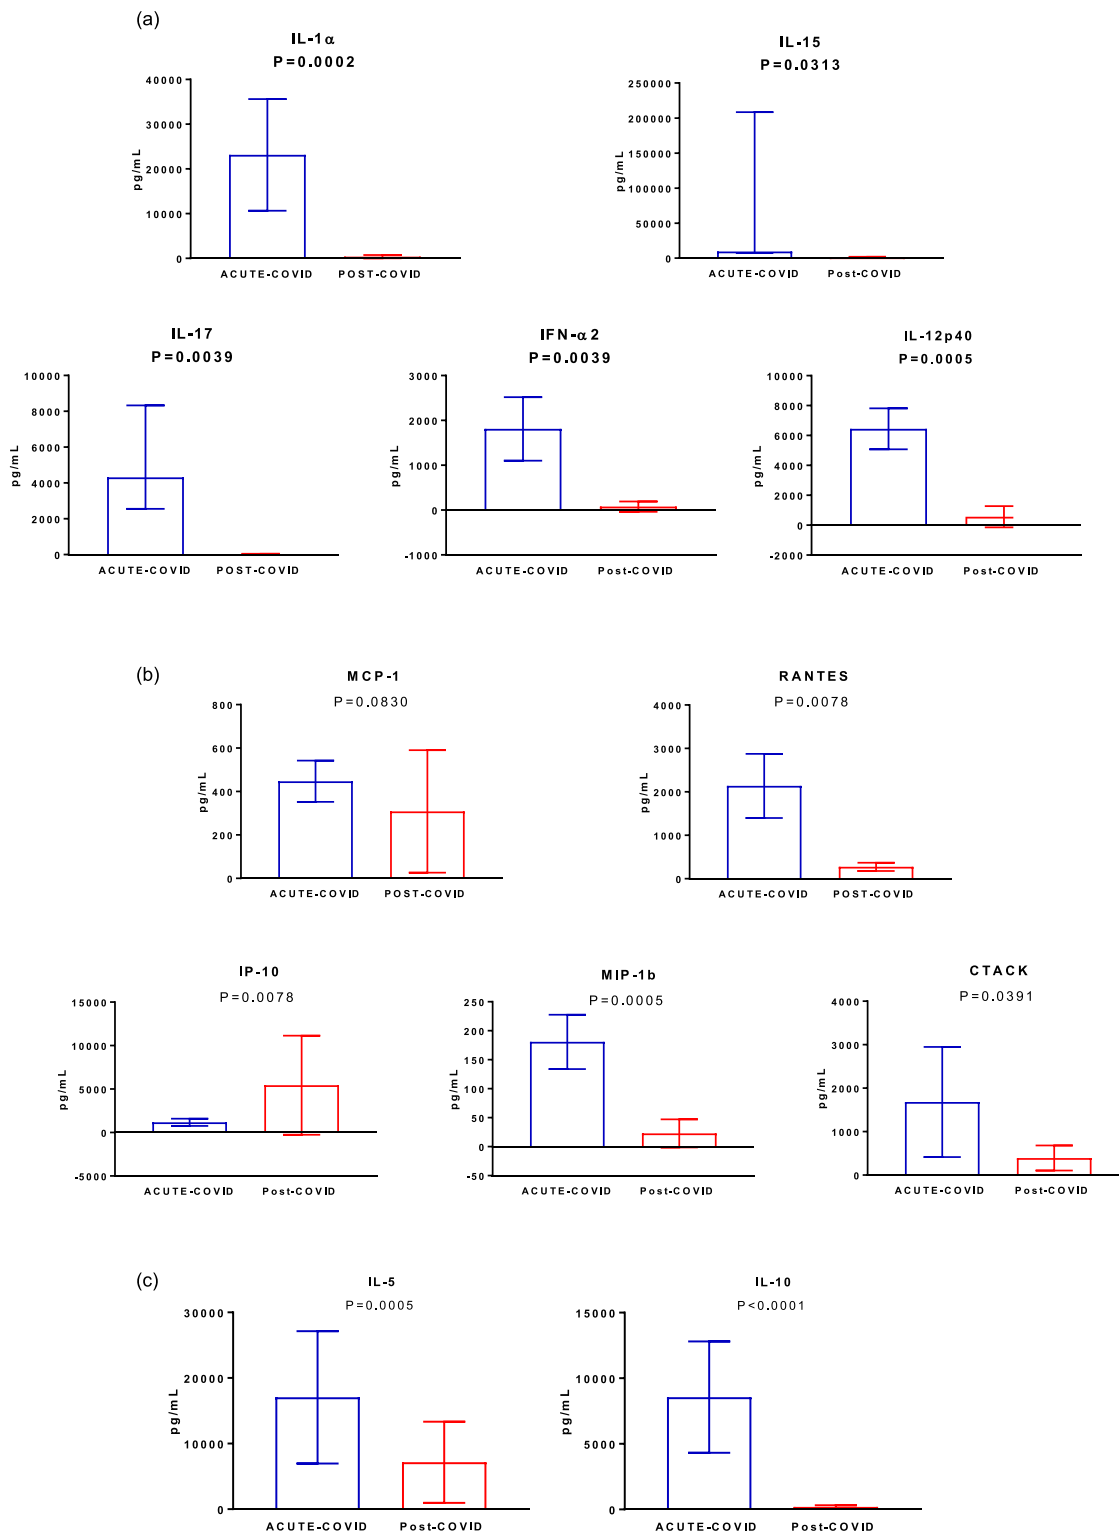 (a)
IL-1α
P=0.0002
40000
30000
20000
10000
0
pg/mL
ACUTE-COVID POST-COVID
IL-15
P=0.0313
250000
200000
150000
100000
50000
0
pg/mL
ACUTE-COVID Post-COVID
IL-17
P=0.0039
10000
8000
6000
4000
2000
0
pg/mL
ACUTE-COVID POST-COVID
IFN-α2
P=0.0039
3000
2000
1000
0
-1000
pg/mL
ACUTE-COVID Post-COVID
IL-12p40
P=0.0005
10000
8000
6000
4000
2000
0
-2000
pg/mL
ACUTE-COVID Post-COVID
(b)
MCP-1
P=0.0830
800
600
400
200
0
pg/mL
ACUTE-COVID POST-COVID
RANTES
P=0.0078
4000
3000
2000
1000
0
pg/mL
ACUTE-COVID POST-COVID
IP-10
P=0.0078
15000
10000
5000
0
-5000
pg/mL
ACUTE-COVID Post-COVID
MIP-1b
P=0.0005
250
200
150
100
50
0
-50
pg/mL
ACUTE-COVID Post-COVID
CTACK
P=0.0391
4000
3000
2000
1000
0
pg/mL
ACUTE-COVID Post-COVID
(c)
IL-5
P=0.0005
30000
20000
10000
0
pg/mL
ACUTE-COVID Post-COVID
IL-10
P<0.0001
15000
10000
5000
0
pg/mL
ACUTE-COVID Post-COVID